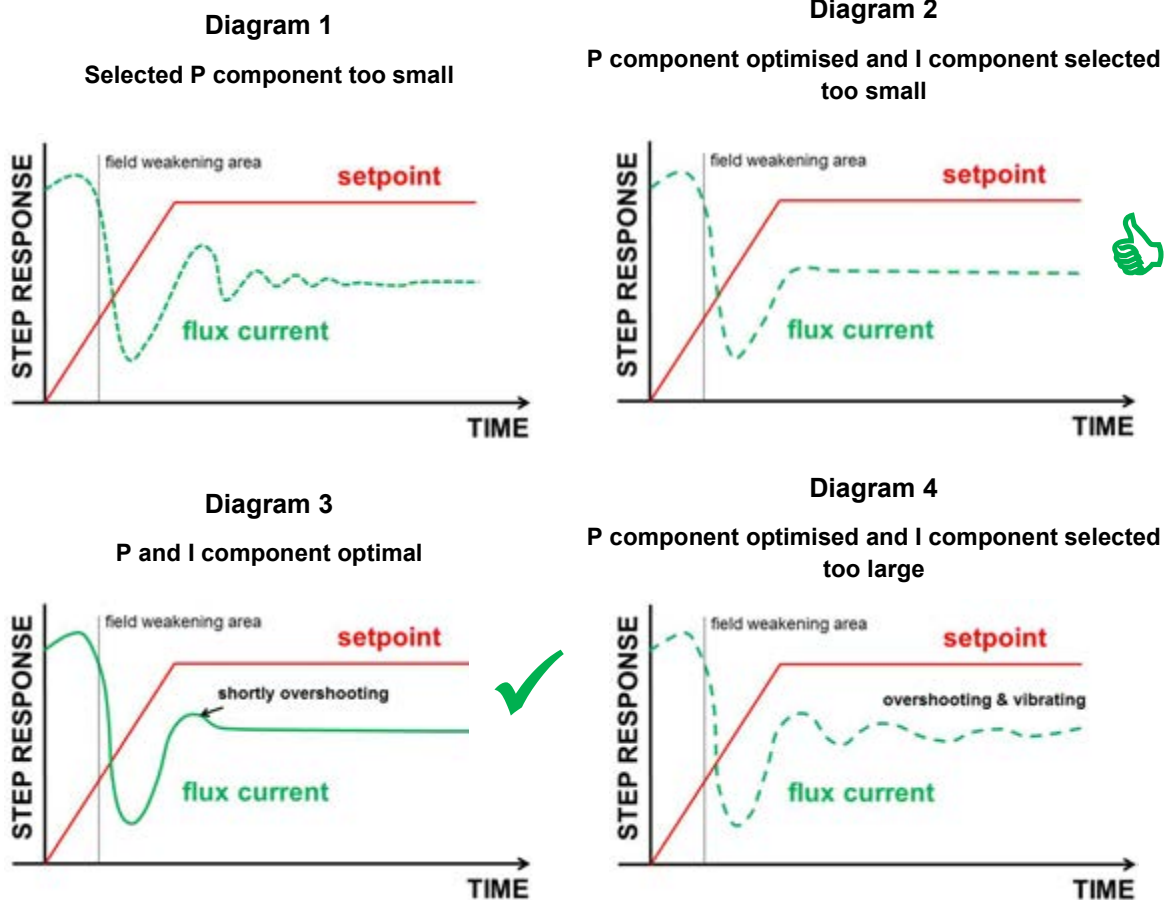 Diagram 1
Selected P component too small
field weakening area
setpoint
flux current
STEP RESPONSE
TIME
Diagram 2
P component optimised and I component selected
too small
field weakening area
setpoint
flux current
STEP RESPONSE
TIME
Diagram 3
P and I component optimal
field weakening area
setpoint
shortly overshooting
flux current
STEP RESPONSE
TIME
Diagram 4
P component optimised and I component selected
too large
field weakening area
setpoint
overshooting & vibrating
flux current
STEP RESPONSE
TIME